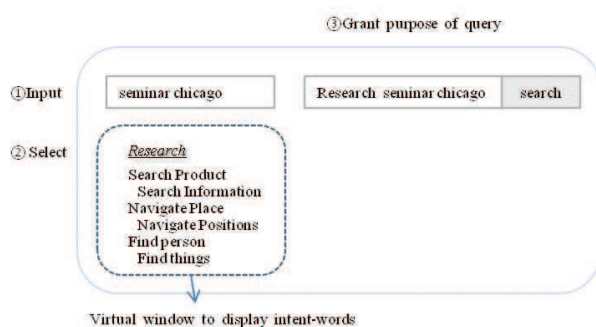 ③Grant purpose of query
①Input
seminar chicago
Research seminar chicago
search
② Select
Research
Search Product
Search Information
Navigate Place
Navigate Positions
Find person
Find things
Virtual window to display intent-words